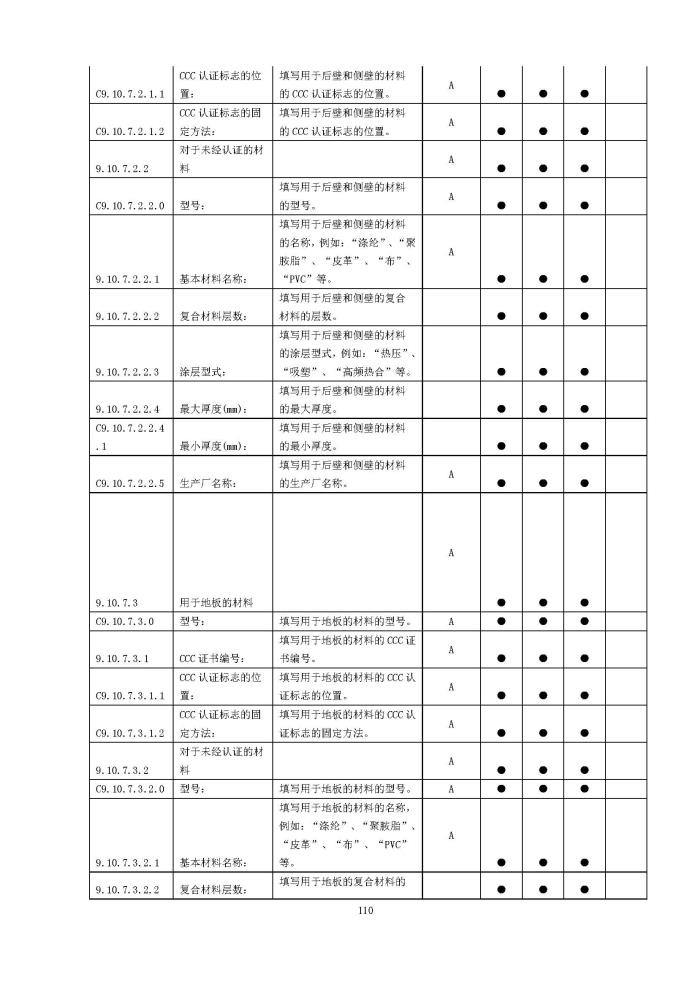 CCC 认证标志的位 填写用于后壁和侧壁的材料
C9.10.7.2.1.1 置： 的 CCC 认证标志的位置。 A ● ● ●
CCC 认证标志的固 填写用于后壁和侧壁的材料
C9.10.7.2.1.2 定方法： 的 CCC 认证标志的位置。 A ● ● ●
对于未经认证的材
9.10.7.2.2 料 A ● ● ●
填写用于后壁和侧壁的材料
C9.10.7.2.2.0 型号： 的型号。 A ● ● ●
填写用于后壁和侧壁的材料
的名称，例如：“涤纶”、“聚
胺脂”、“皮革”、“布”、
9.10.7.2.2.1 基本材料名称： “PVC”等。 A ● ● ●
填写用于后壁和侧壁的复合
9.10.7.2.2.2 复合材料层数： 材料的层数。 ● ● ●
填写用于后壁和侧壁的材料
的涂层型式，例如：“热压”、
9.10.7.2.2.3 涂层型式： “吸塑”、“高频热合”等。 ● ● ●
填写用于后壁和侧壁的材料
9.10.7.2.2.4 最大厚度(mm)： 的最大厚度。 ● ● ●
C9.10.7.2.2.4 填写用于后壁和侧壁的材料
.1 最小厚度(mm)： 的最小厚度。 ● ● ●
填写用于后壁和侧壁的材料
C9.10.7.2.2.5 生产厂名称： 的生产厂名称。 A ● ● ●
A
9.10.7.3 用于地板的材料 ● ● ●
C9.10.7.3.0 型号： 填写用于地板的材料的型号。 A ● ● ●
填写用于地板的材料的 CCC 证
9.10.7.3.1 CCC 证书编号： 书编号。 A ● ● ●
CCC 认证标志的位 填写用于地板的材料的 CCC 认
C9.10.7.3.1.1 置： 证标志的位置。 A ● ● ●
CCC 认证标志的固 填写用于地板的材料的 CCC 认
C9.10.7.3.1.2 定方法： 证标志的固定方法。 A ● ● ●
对于未经认证的材
9.10.7.3.2 料 A ● ● ●
C9.10.7.3.2.0 型号： 填写用于地板的材料的型号。 A ● ● ●
填写用于地板的材料的名称，
例如：“涤纶”、“聚胺脂”、
“皮革”、“布”、“PVC”
9.10.7.3.2.1 基本材料名称： 等。 A ● ● ●
填写用于地板的复合材料的
9.10.7.3.2.2 复合材料层数： ● ● ●
110